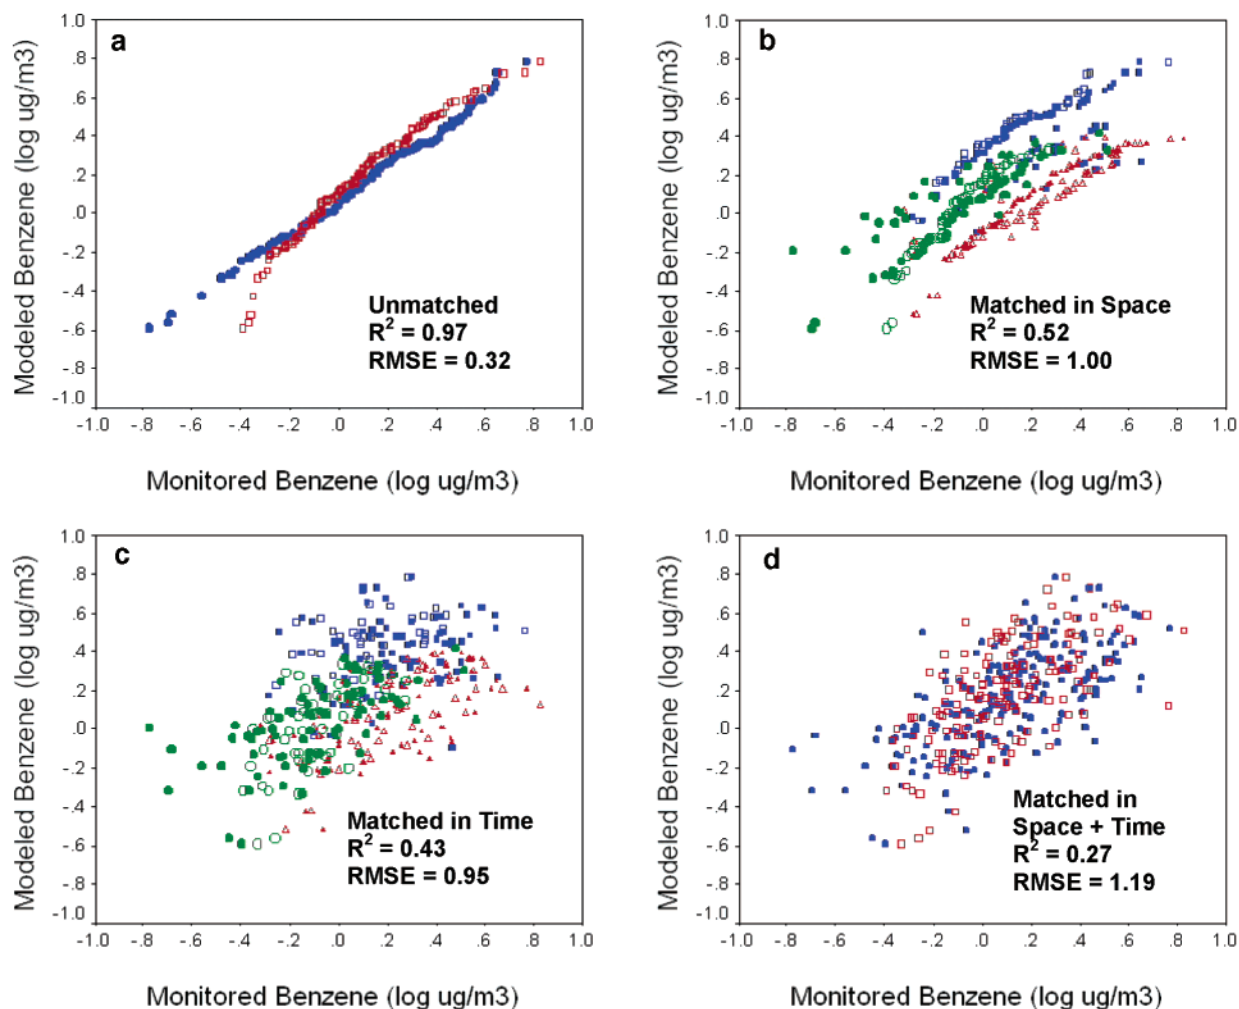 a
1.0
.8
.6
.4
.2
.0
-.2
-.4
-.6
-.8
-1.0
Modeled Benzene (log ug/m3)
Unmatched
R² = 0.97
RMSE = 0.32
-1.0 -.8 -.6 -.4 -.2 .0 .2 .4 .6 .8 1.0
Monitored Benzene (log ug/m3)
b
1.0
.8
.6
.4
.2
.0
-.2
-.4
-.6
-.8
-1.0
Modeled Benzene (log ug/m3)
Matched in Space
R² = 0.52
RMSE = 1.00
-1.0 -.8 -.6 -.4 -.2 .0 .2 .4 .6 .8 1.0
Monitored Benzene (log ug/m3)
c
1.0
.8
.6
.4
.2
.0
-.2
-.4
-.6
-.8
-1.0
Modeled Benzene (log ug/m3)
Matched in Time
R² = 0.43
RMSE = 0.95
-1.0 -.8 -.6 -.4 -.2 .0 .2 .4 .6 .8 1.0
Monitored Benzene (log ug/m3)
d
1.0
.8
.6
.4
.2
.0
-.2
-.4
-.6
-.8
-1.0
Modeled Benzene (log ug/m3)
Matched in
Space + Time
R² = 0.27
RMSE = 1.19
-1.0 -.8 -.6 -.4 -.2 .0 .2 .4 .6 .8 1.0
Monitored Benzene (log ug/m3)